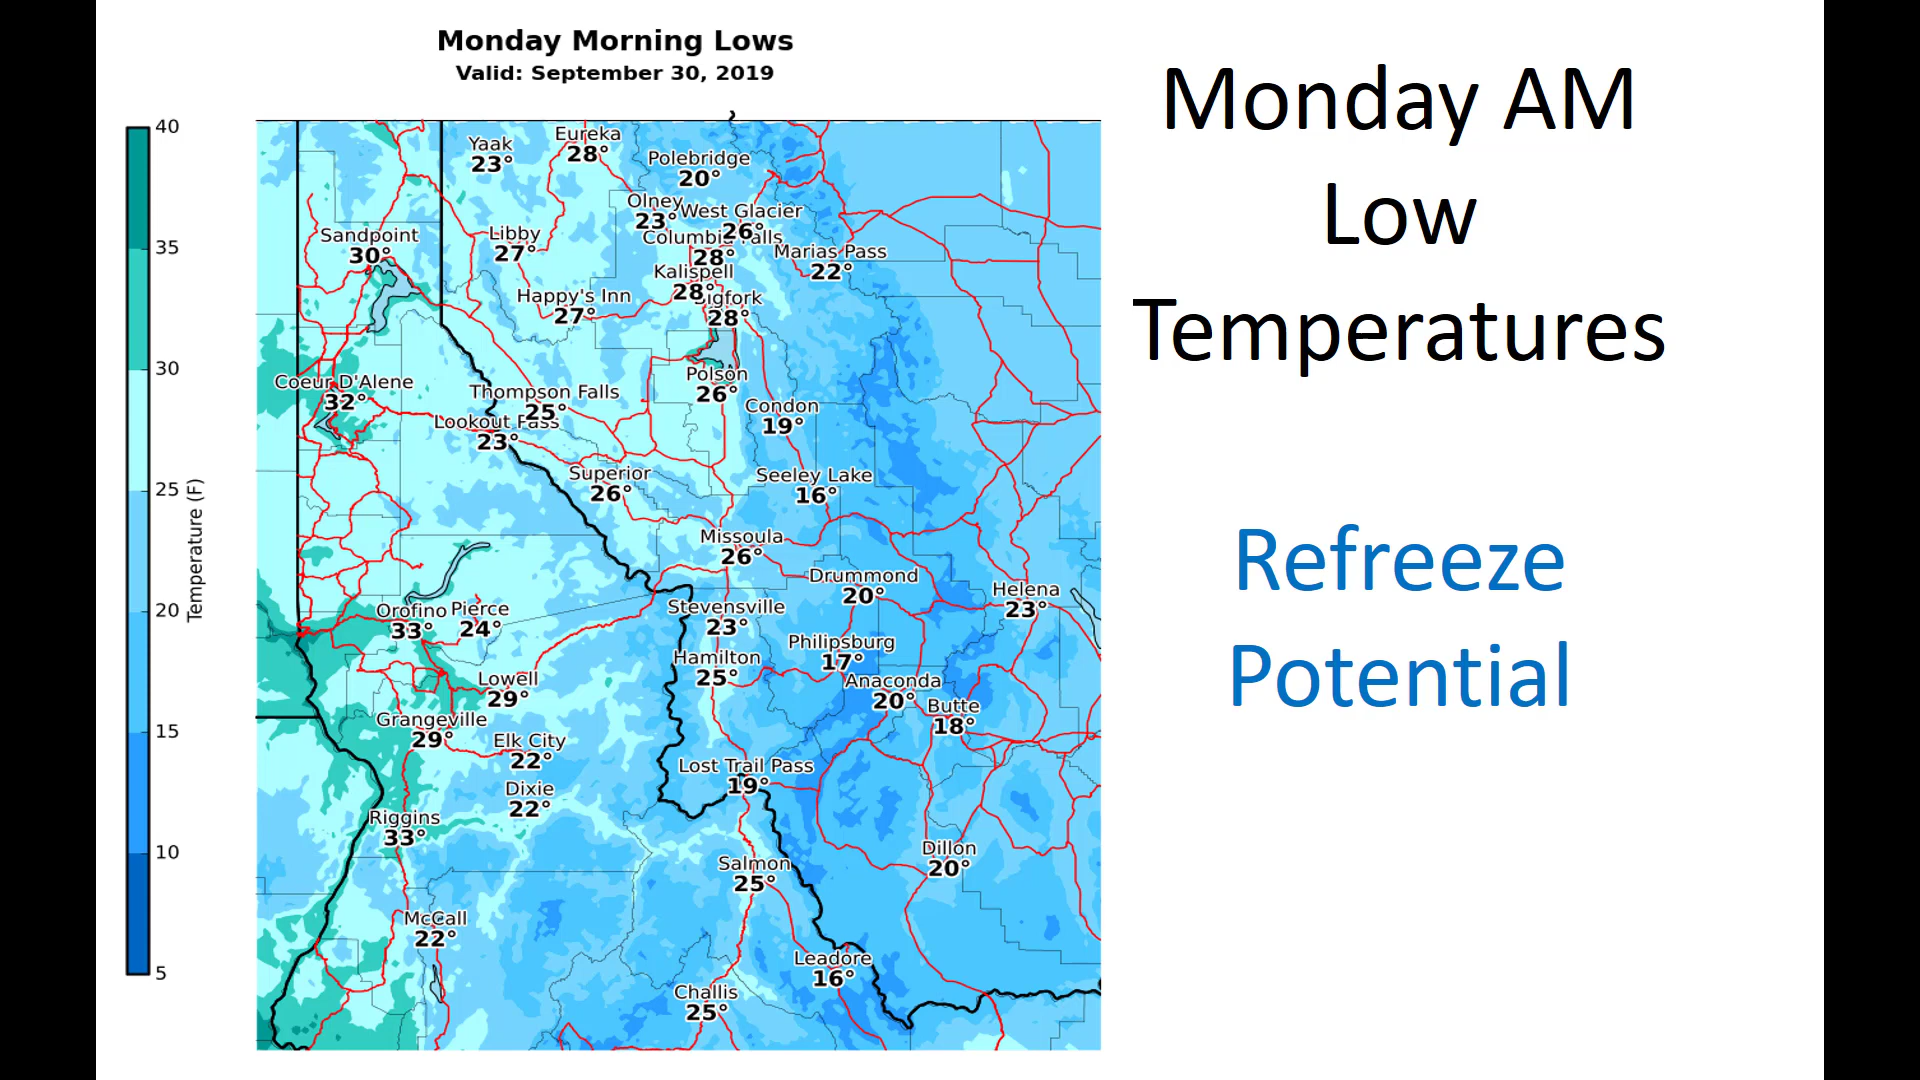 Monday Morning Lows
Valid: September 30, 2019
40
35
30
25
20
15
10
5
Temperature (F)
Yaak
23°
Eureka
28°
Polebridge
20°
Olney
23°
West Glacier
26°
Columbia Falls
28°
Marias Pass
22°
Kalispell
28°
Bigfork
28°
Sandpoint
30°
Libby
27°
Happy's Inn
27°
Coeur D'Alene
32°
Thompson Falls
25°
Lookout Pass
23°
Polson
26°
Condon
19°
Superior
26°
Seeley Lake
16°
Missoula
26°
Drummond
20°
Helena
23°
Orofino
33°
Pierce
24°
Stevensville
23°
Philipsburg
17°
Hamilton
25°
Lowell
29°
Anaconda
20°
Butte
18°
Grangeville
29°
Elk City
22°
Lost Trail Pass
19°
Dixie
22°
Riggins
33°
Dillon
20°
Salmon
25°
McCall
22°
Leadore
16°
Challis
25°
Monday AM
Low
Temperatures
Refreeze
Potential